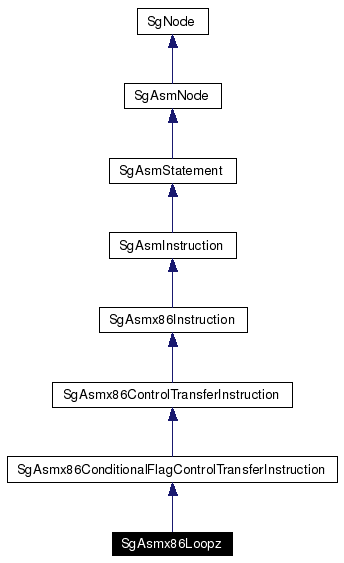 SgNode
SgAsmNode
SgAsmStatement
SgAsmInstruction
SgAsmx86Instruction
SgAsmx86ControlTransferInstruction
SgAsmx86ConditionalFlagControlTransferInstruction
SgAsmx86Loopz